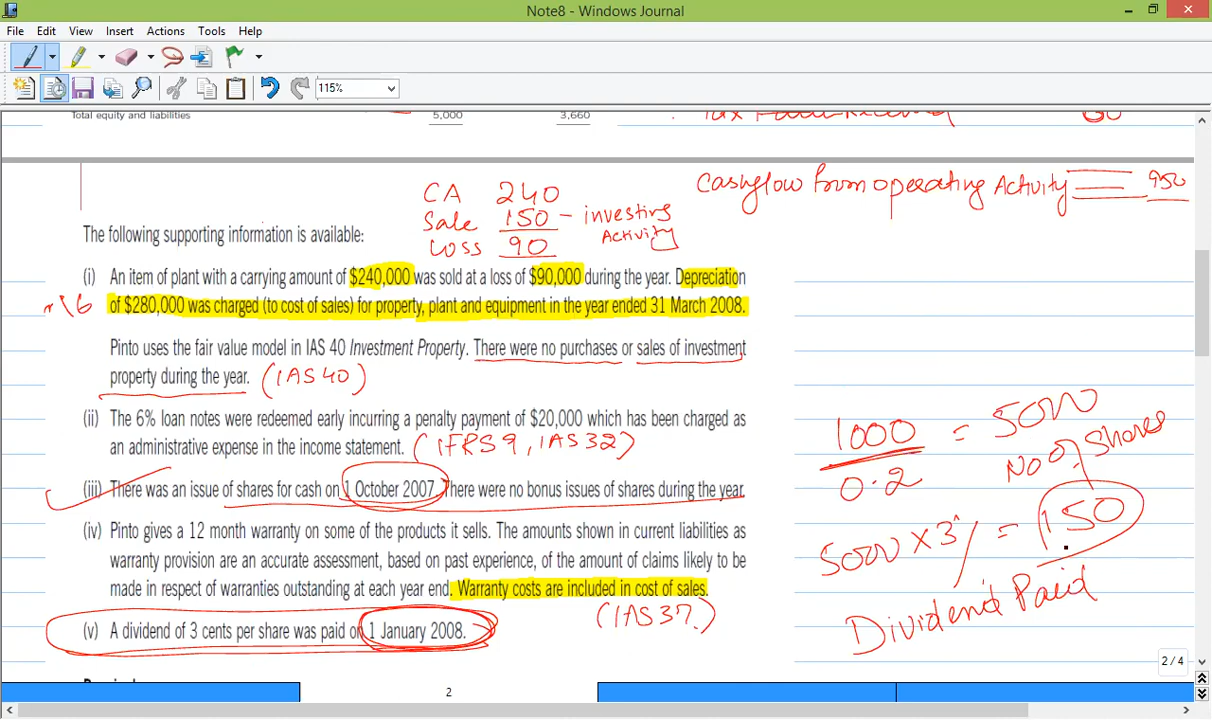 Note8 - Windows Journal
File Edit View Insert Actions Tools Help
115%
Total equity and liabilities 5,000 3,660
Cashflow from operating Activity 950
CA 240
Sale 150 - investing Activity
Loss 90
The following supporting information is available:
(i) An item of plant with a carrying amount of $240,000 was sold at a loss of $90,000 during the year. Depreciation
of $280,000 was charged (to cost of sales) for property, plant and equipment in the year ended 31 March 2008.
Pinto uses the fair value model in IAS 40 Investment Property. There were no purchases or sales of investment
property during the year. (IAS 40)
(ii) The 6% loan notes were redeemed early incurring a penalty payment of $20,000 which has been charged as
an administrative expense in the income statement. (IFRS 9, IAS 32)
(iii) There was an issue of shares for cash on 1 October 2007. There were no bonus issues of shares during the year.
(iv) Pinto gives a 12 month warranty on some of the products it sells. The amounts shown in current liabilities as
warranty provision are an accurate assessment, based on past experience, of the amount of claims likely to be
made in respect of warranties outstanding at each year end. Warranty costs are included in cost of sales.
(IAS 37)
(v) A dividend of 3 cents per share was paid on 1 January 2008.
1000 = 5000
0.2 No of Shares
5000 x 3% = 150
Dividend Paid
2 / 4
2